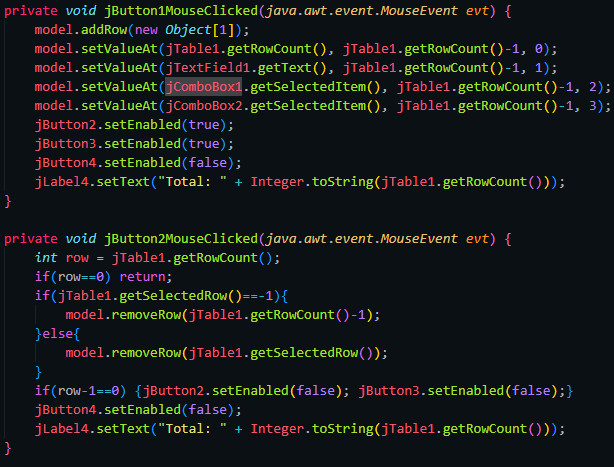 private void jButton1MouseClicked(java.awt.event.MouseEvent evt) {
    model.addRow(new Object[1]);
    model.setValueAt(jTable1.getRowCount(), jTable1.getRowCount()-1, 0);
    model.setValueAt(jTextField1.getText(), jTable1.getRowCount()-1, 1);
    model.setValueAt(jComboBox1.getSelectedItem(), jTable1.getRowCount()-1, 2);
    model.setValueAt(jComboBox2.getSelectedItem(), jTable1.getRowCount()-1, 3);
    jButton2.setEnabled(true);
    jButton3.setEnabled(true);
    jButton4.setEnabled(false);
    jLabel4.setText("Total: " + Integer.toString(jTable1.getRowCount()));
}

private void jButton2MouseClicked(java.awt.event.MouseEvent evt) {
    int row = jTable1.getRowCount();
    if(row==0) return;
    if(jTable1.getSelectedRow()==-1){
        model.removeRow(jTable1.getRowCount()-1);
    }else{
        model.removeRow(jTable1.getSelectedRow());
    }
    if(row-1==0) {jButton2.setEnabled(false); jButton3.setEnabled(false);}
    jButton4.setEnabled(false);
    jLabel4.setText("Total: " + Integer.toString(jTable1.getRowCount()));
}